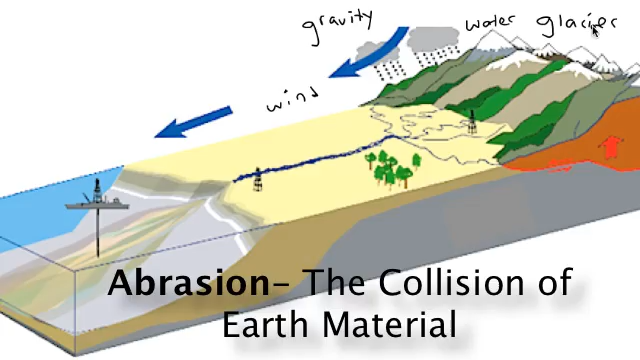 gravity
water
glacier
wind
Abrasion– The Collision of
Earth Material